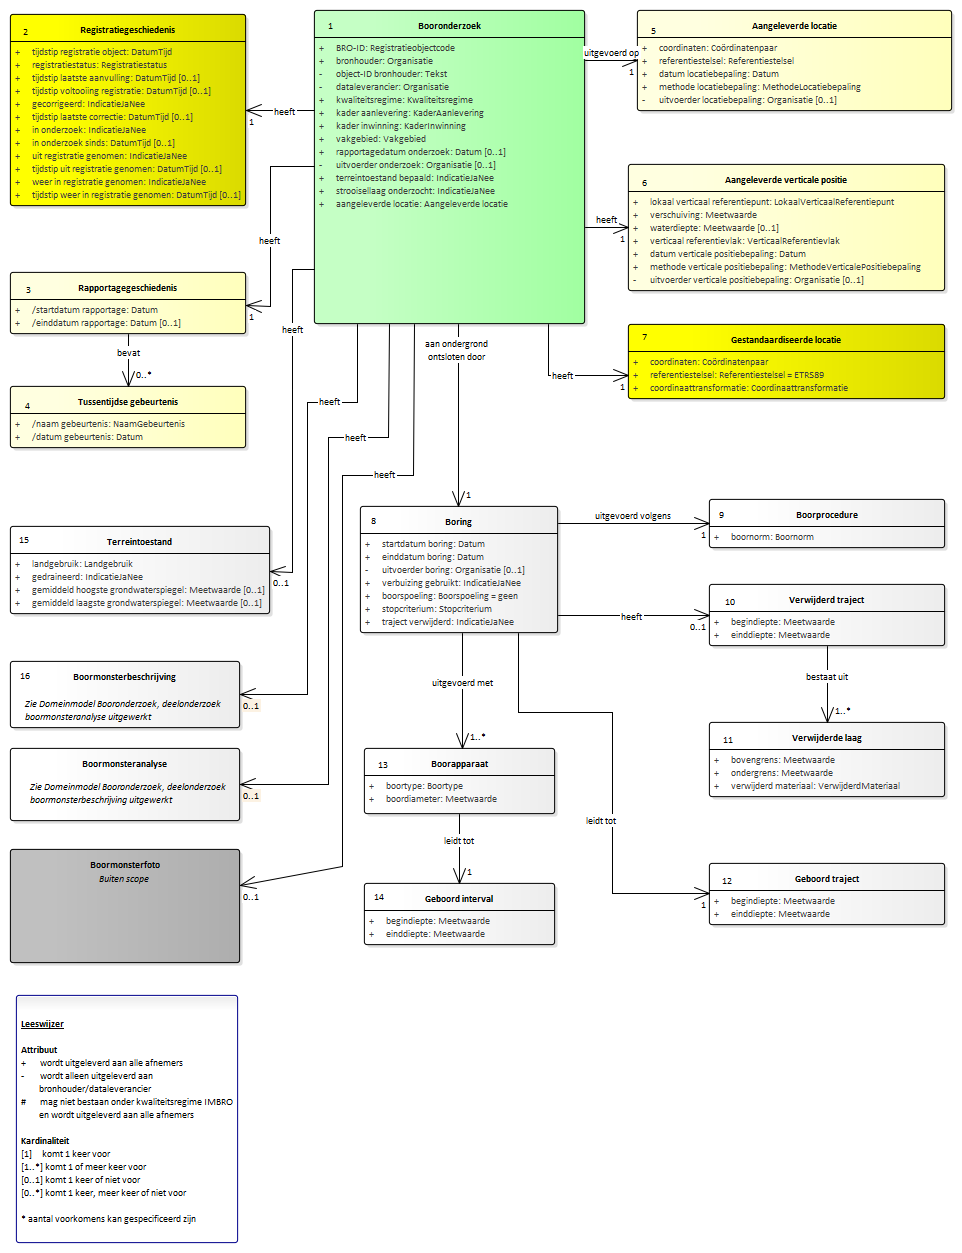 2 Registratiegeschiedenis
+ tijdstip registratie object: DatumTijd
+ registratiestatus: Registratiestatus
+ tijdstip laatste aanvulling: DatumTijd [0..1]
+ tijdstip voltooiing registratie: DatumTijd [0..1]
+ gecorrigeerd: IndicatieJaNee
+ tijdstip laatste correctie: DatumTijd [0..1]
+ in onderzoek: IndicatieJaNee
+ in onderzoek sinds: DatumTijd [0..1]
+ uit registratie genomen: IndicatieJaNee
+ tijdstip uit registratie genomen: DatumTijd [0..1]
+ weer in registratie genomen: IndicatieJaNee
+ tijdstip weer in registratie genomen: DatumTijd [0..1]
1 Booronderzoek
+ BRO-ID: Registratieobjectcode
+ bronhouder: Organisatie
- object-ID bronhouder: Tekst
- dataleverancier: Organisatie
+ kwaliteitsregime: Kwaliteitsregime
+ kader aanlevering: KaderAanlevering
+ kader inwinning: KaderInwinning
+ vakgebied: Vakgebied
+ rapportagedatum onderzoek: Datum [0..1]
- uitvoerder onderzoek: Organisatie [0..1]
+ terreintoestand bepaald: IndicatieJaNee
+ strooisellaag onderzocht: IndicatieJaNee
+ aangeleverde locatie: Aangeleverde locatie
5 Aangeleverde locatie
+ coordinaten: Coördinatenpaar
+ referentiestelsel: Referentiestelsel
+ datum locatiebepaling: Datum
+ methode locatiebepaling: MethodeLocatiebepaling
- uitvoerder locatiebepaling: Organisatie [0..1]
uitgevoerd op
1
heeft
1
6 Aangeleverde verticale positie
+ lokaal verticaal referentiepunt: LokaalVerticaalReferentiepunt
+ verschuiving: Meetwaarde
+ waterdiepte: Meetwaarde [0..1]
+ verticaal referentievlak: VerticaalReferentievlak
+ datum verticale positiebepaling: Datum
+ methode verticale positiebepaling: MethodeVerticalePositiebepaling
- uitvoerder verticale positiebepaling: Organisatie [0..1]
heeft
1
heeft
1
3 Rapportagegeschiedenis
+ /startdatum rapportage: Datum
+ /einddatum rapportage: Datum [0..1]
bevat
0..*
4 Tussentijdse gebeurtenis
+ /naam gebeurtenis: NaamGebeurtenis
+ /datum gebeurtenis: Datum
7 Gestandaardiseerde locatie
+ coordinaten: Coördinatenpaar
+ referentiestelsel: Referentiestelsel = ETRS89
+ coordinaattransformatie: Coordinaattransformatie
heeft
1
heeft
heeft
heeft
heeft
aan ondergrond
ontsloten door
1
15 Terreintoestand
+ landgebruik: Landgebruik
+ gedraineerd: IndicatieJaNee
+ gemiddeld hoogste grondwaterspiegel: Meetwaarde [0..1]
+ gemiddeld laagste grondwaterspiegel: Meetwaarde [0..1]
0..1
8 Boring
+ startdatum boring: Datum
+ einddatum boring: Datum
- uitvoerder boring: Organisatie [0..1]
+ verbuizing gebruikt: IndicatieJaNee
+ boorspoeling: Boorspoeling = geen
+ stopcriterium: Stopcriterium
+ traject verwijderd: IndicatieJaNee
uitgevoerd volgens
1
9 Boorprocedure
+ boornorm: Boornorm
heeft
0..1
10 Verwijderd traject
+ begindiepte: Meetwaarde
+ einddiepte: Meetwaarde
bestaat uit
1..*
11 Verwijderde laag
+ bovengrens: Meetwaarde
+ ondergrens: Meetwaarde
+ verwijderd materiaal: VerwijderdMateriaal
16 Boormonsterbeschrijving
Zie Domeinmodel Booronderzoek, deelonderzoek
boormonsteranalyse uitgewerkt
0..1
Boormonsteranalyse
Zie Domeinmodel Booronderzoek, deelonderzoek
boormonsterbeschrijving uitgewerkt
0..1
Boormonsterfoto
Buiten scope
0..1
uitgevoerd met
1..*
13 Boorapparaat
+ boortype: Boortype
+ boordiameter: Meetwaarde
leidt tot
1
14 Geboord interval
+ begindiepte: Meetwaarde
+ einddiepte: Meetwaarde
leidt tot
1
12 Geboord traject
+ begindiepte: Meetwaarde
+ einddiepte: Meetwaarde
Leeswijzer
Attribuut
+ wordt uitgeleverd aan alle afnemers
- wordt alleen uitgeleverd aan
bronhouder/dataleverancier
# mag niet bestaan onder kwaliteitsregime IMBRO
en wordt uitgeleverd aan alle afnemers
Kardinaliteit
[1] komt 1 keer voor
[1..*] komt 1 of meer keer voor
[0..1] komt 1 keer of niet voor
[0..*] komt 1 keer, meer keer of niet voor
* aantal voorkomens kan gespecificeerd zijn